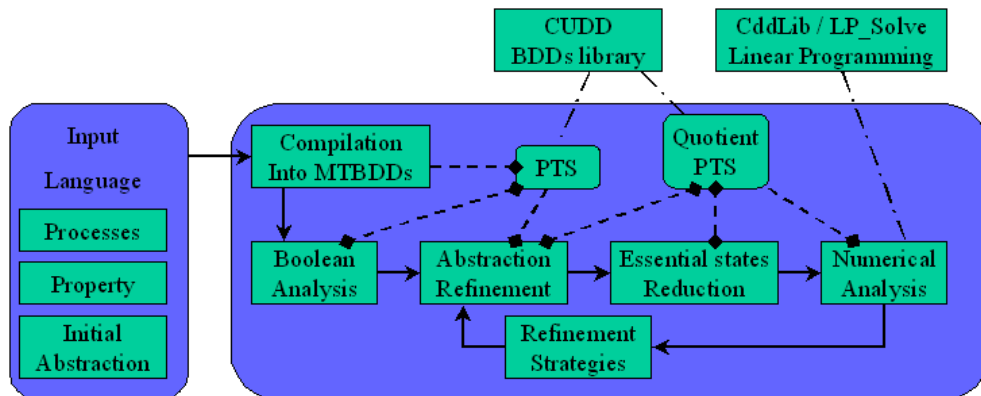 CUDD
BDDs library
CddLib / LP_Solve
Linear Programming
Input
Language
Processes
Property
Initial
Abstraction
Compilation
Into MTBDDs
PTS
Quotient
PTS
Boolean
Analysis
Abstraction
Refinement
Essential states
Reduction
Numerical
Analysis
Refinement
Strategies